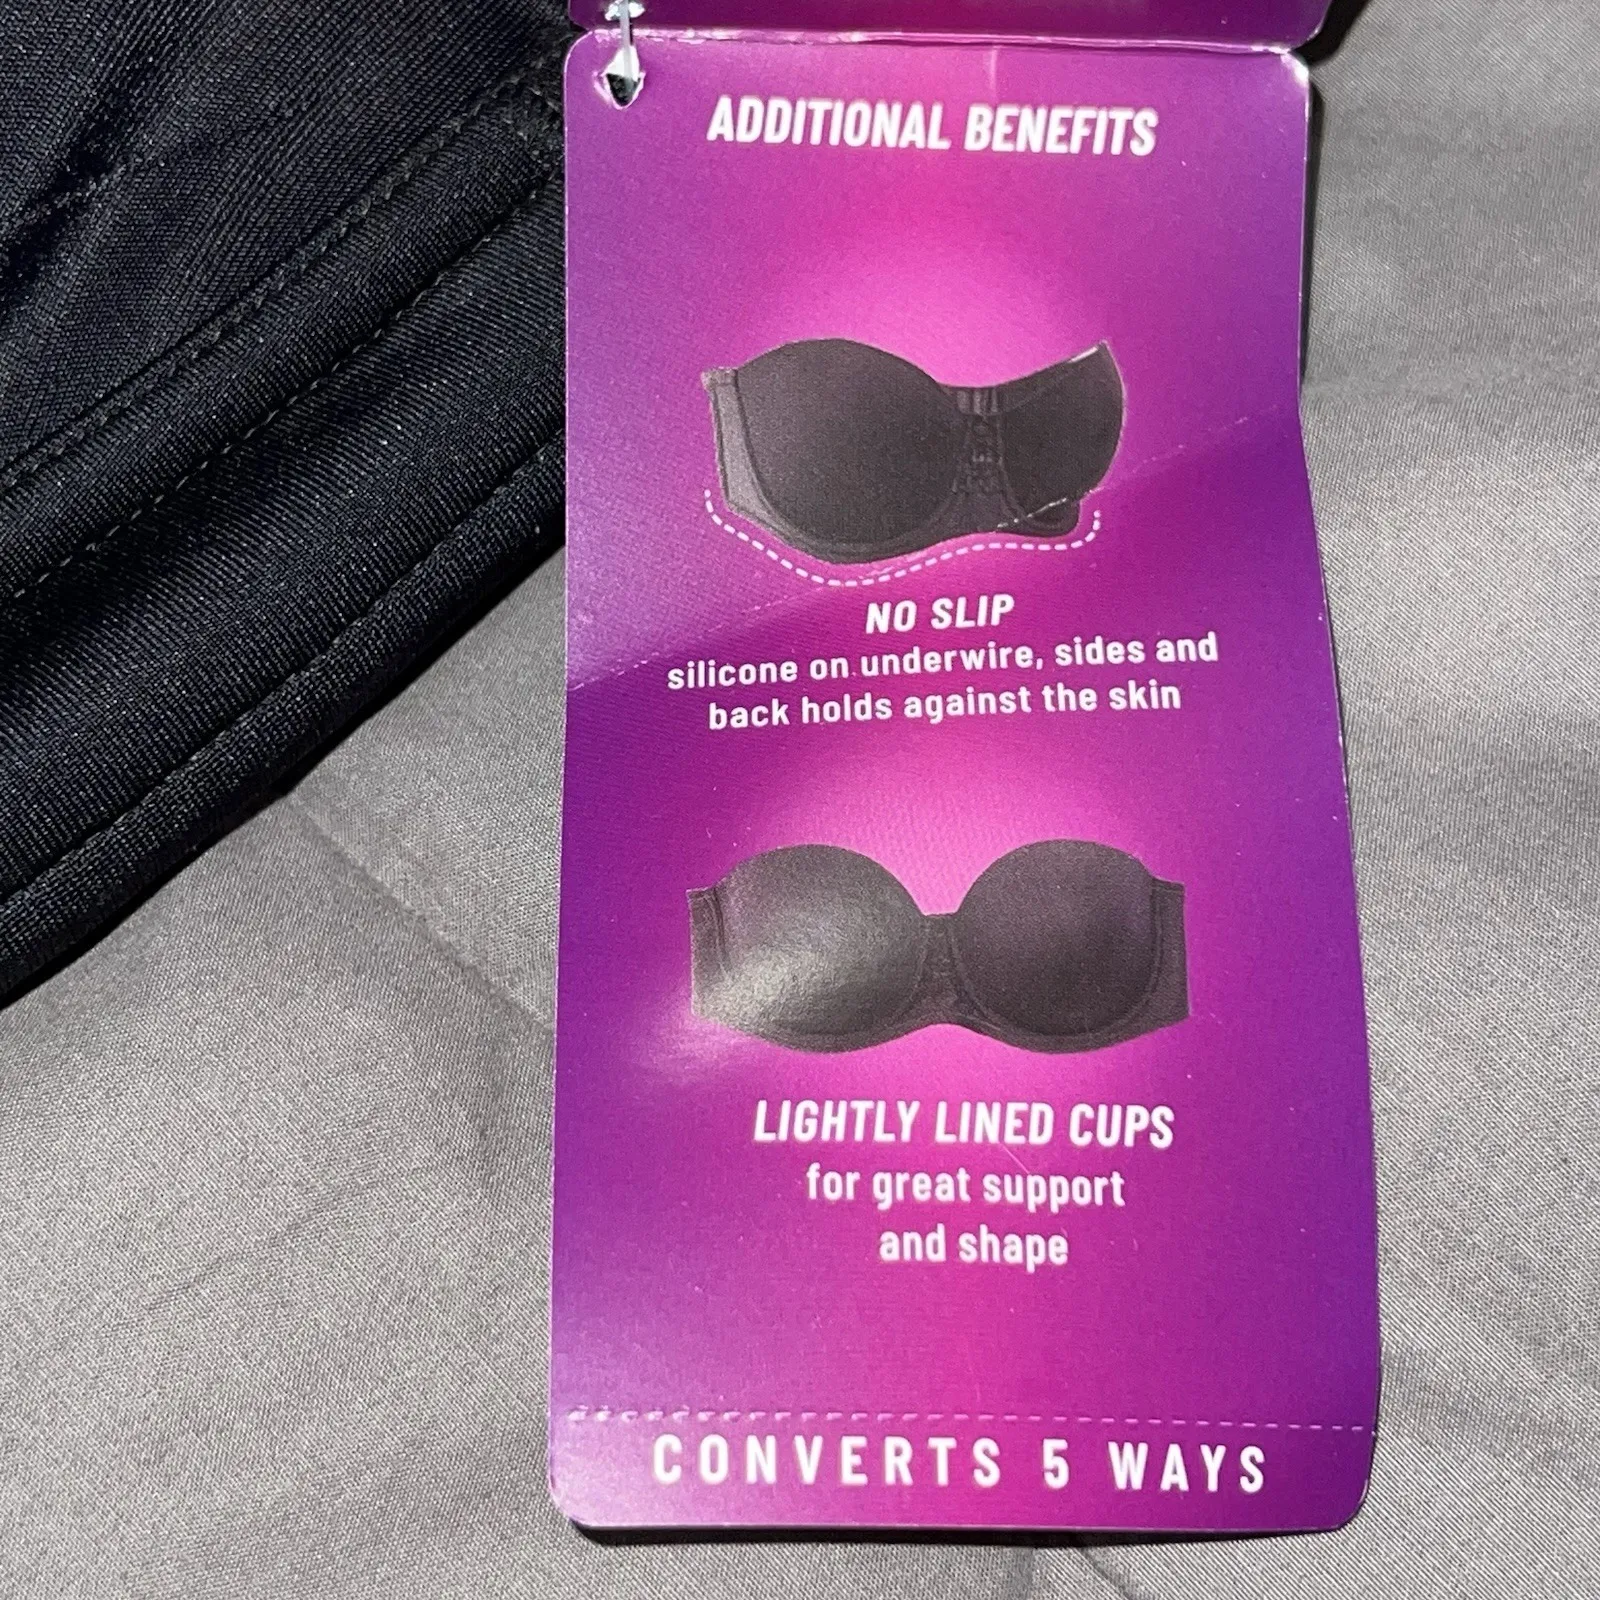 ADDITIONAL BENEFITS
NO SLIP
silicone on underwire, sides and
back holds against the skin
LIGHTLY LINED CUPS
for great support
and shape
CONVERTS 5 WAYS